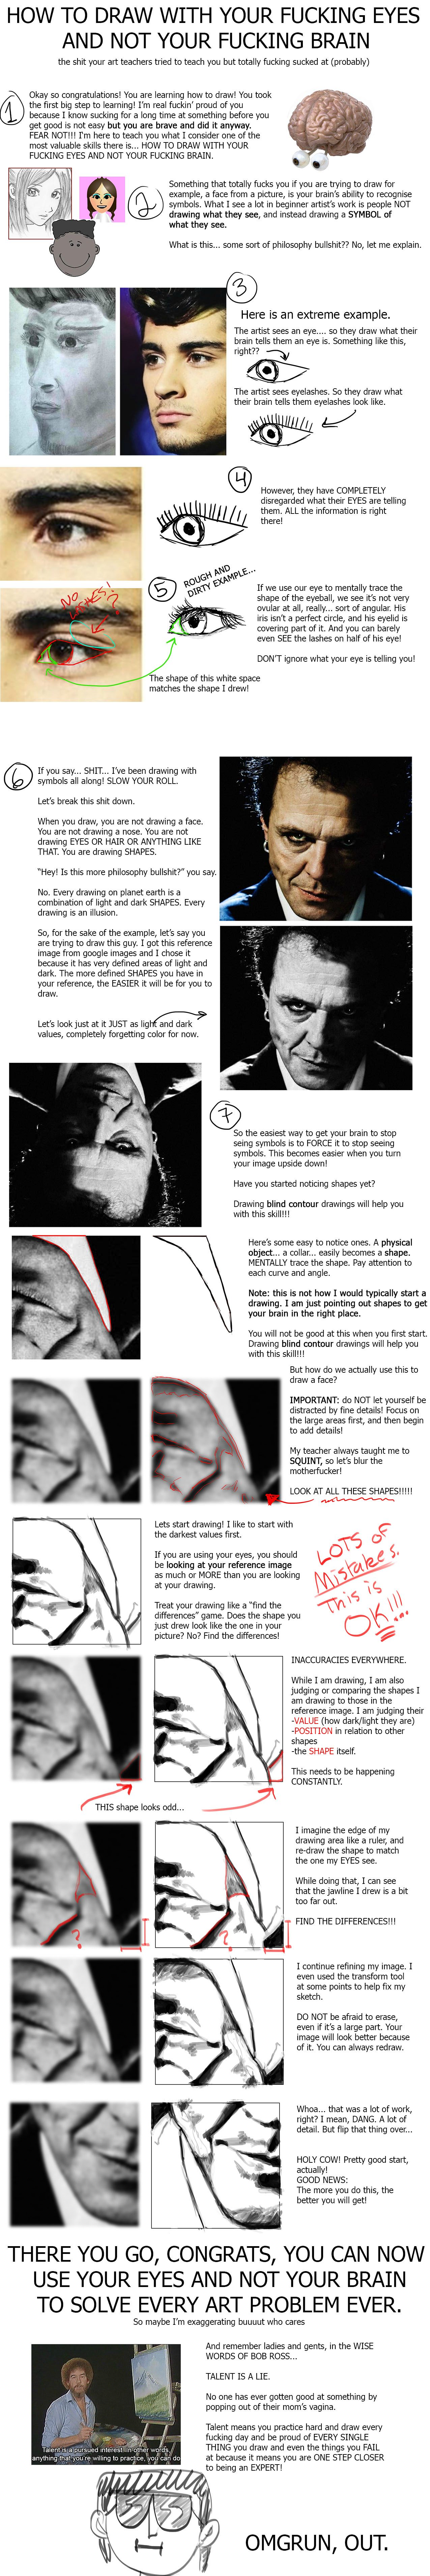 HOW TO DRAW WITH YOUR FUCKING EYES
AND NOT YOUR FUCKING BRAIN
the shit your art teachers tried to teach you but totally fucking sucked at (probably)
1
Okay so congratulations! You are learning how to draw! You took
the first big step to learning! I'm real fuckin' proud of you
because I know sucking for a long time at something before you
get good is not easy but you are brave and did it anyway.
FEAR NOT!!! I'm here to teach you what I consider one of the
most valuable skills there is... HOW TO DRAW WITH YOUR
FUCKING EYES AND NOT YOUR FUCKING BRAIN.
2
Something that totally fucks you if you are trying to draw for
example, a face from a picture, is your brain's ability to recognise
symbols. What I see a lot in beginner artist's work is people NOT
drawing what they see, and instead drawing a SYMBOL of
what they see.
What is this... some sort of philosophy bullshit?? No, let me explain.
3
Here is an extreme example.
The artist sees an eye.... so they draw what their
brain tells them an eye is. Something like this,
right??
The artist sees eyelashes. So they draw what
their brain tells them eyelashes look like.
4
However, they have COMPLETELY
disregarded what their EYES are telling
them. ALL the information is right
there!
NO LASHES!?
5
ROUGH AND
DIRTY EXAMPLE...
If we use our eye to mentally trace the
shape of the eyeball, we see it's not very
ovular at all, really... sort of angular. His
iris isn't a perfect circle, and his eyelid is
covering part of it. And you can barely
even SEE the lashes on half of his eye!
DON'T ignore what your eye is telling you!
The shape of this white space
matches the shape I drew!
6
If you say... SHIT... I've been drawing with
symbols all along! SLOW YOUR ROLL.
Let's break this shit down.
When you draw, you are not drawing a face.
You are not drawing a nose. You are not
drawing EYES OR HAIR OR ANYTHING LIKE
THAT. You are drawing SHAPES.
"Hey! Is this more philosophy bullshit?" you say.
No. Every drawing on planet earth is a
combination of light and dark SHAPES. Every
drawing is an illusion.
So, for the sake of the example, let's say you
are trying to draw this guy. I got this reference
image from google images and I chose it
because it has very defined areas of light and
dark. The more defined SHAPES you have in
your reference, the EASIER it will be for you to
draw.
Let's look just at it JUST as light and dark
values, completely forgetting color for now.
7
So the easiest way to get your brain to stop
seing symbols is to FORCE it to stop seeing
symbols. This becomes easier when you turn
your image upside down!
Have you started noticing shapes yet?
Drawing blind contour drawings will help you
with this skill!!!
Here's some easy to notice ones. A physical
object... a collar... easily becomes a shape.
MENTALLY trace the shape. Pay attention to
each curve and angle.
Note: this is not how I would typically start a
drawing. I am just pointing out shapes to get
your brain in the right place.
You will not be good at this when you first start.
Drawing blind contour drawings will help you
with this skill!!!
But how do we actually use this to
draw a face?
IMPORTANT: do NOT let yourself be
distracted by fine details! Focus on
the large areas first, and then begin
to add details!
My teacher always taught me to
SQUINT, so let's blur the
motherfucker!
LOOK AT ALL THESE SHAPES!!!!!
Lets start drawing! I like to start with
the darkest values first.
If you are using your eyes, you should
be looking at your reference image
as much or MORE than you are looking
at your drawing.
Treat your drawing like a "find the
differences" game. Does the shape you
just drew look like the one in your
picture? No? Find the differences!
LOTS OF
Mistakes.
This is
OK!!!
INACCURACIES EVERYWHERE.
While I am drawing, I am also
judging or comparing the shapes I
am drawing to those in the
reference image. I am judging their
-VALUE (how dark/light they are)
-POSITION in relation to other
shapes
-the SHAPE itself.
This needs to be happening
CONSTANTLY.
THIS shape looks odd...
I imagine the edge of my
drawing area like a ruler, and
re-draw the shape to match
the one my EYES see.
While doing that, I can see
that the jawline I drew is a bit
too far out.
FIND THE DIFFERENCES!!!
?
?
I continue refining my image. I
even used the transform tool
at some points to help fix my
sketch.
DO NOT be afraid to erase,
even if it's a large part. Your
image will look better because
of it. You can always redraw.
Whoa... that was a lot of work,
right? I mean, DANG. A lot of
detail. But flip that thing over...
HOLY COW! Pretty good start,
actually!
GOOD NEWS:
The more you do this, the
better you will get!
THERE YOU GO, CONGRATS, YOU CAN NOW
USE YOUR EYES AND NOT YOUR BRAIN
TO SOLVE EVERY ART PROBLEM EVER.
So maybe I'm exaggerating buuuut who cares
And remember ladies and gents, in the WISE
WORDS OF BOB ROSS...
TALENT IS A LIE.
No one has ever gotten good at something by
popping out of their mom's vagina.
Talent means you practice hard and draw every
fucking day and be proud of EVERY SINGLE
THING you draw and even the things you FAIL
at because it means you are ONE STEP CLOSER
to being an EXPERT!
Talent is a pursued interest. In other words,
anything that you're willing to practice, you can do
OMGRUN, OUT.